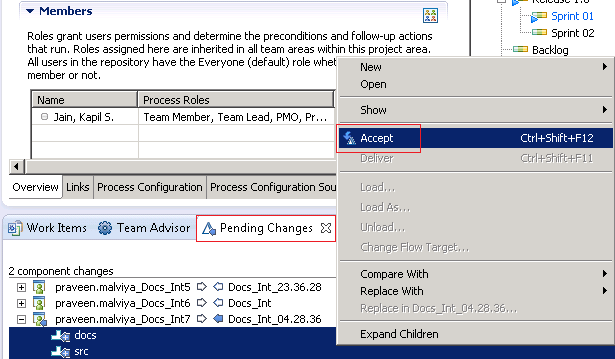 Members
Release 1.0
Sprint 01
Sprint 02
Backlog
Roles grant users permissions and determine the preconditions and follow-up actions
that run. Roles assigned here are inherited in all team areas within this project area.
All users in the repository have the Everyone (default) role whet
member or not.
Name Process Roles
Jain, Kapil S. Team Member, Team Lead, PMO, Pr...
Overview Links Process Configuration Process Configuration Sou
Work Items Team Advisor Pending Changes
2 component changes
praveen.malviya_Docs_Int5 Docs_Int_23.36.28
praveen.malviya_Docs_Int6 Docs_Int
praveen.malviya_Docs_Int7 Docs_Int_04.28.36
docs
src
New
Open
Show
Accept Ctrl+Shift+F12
Deliver Ctrl+Shift+F11
Load...
Load As...
Unload...
Change Flow Target...
Compare With
Replace With
Replace in Docs_Int_04.28.36...
Expand Children